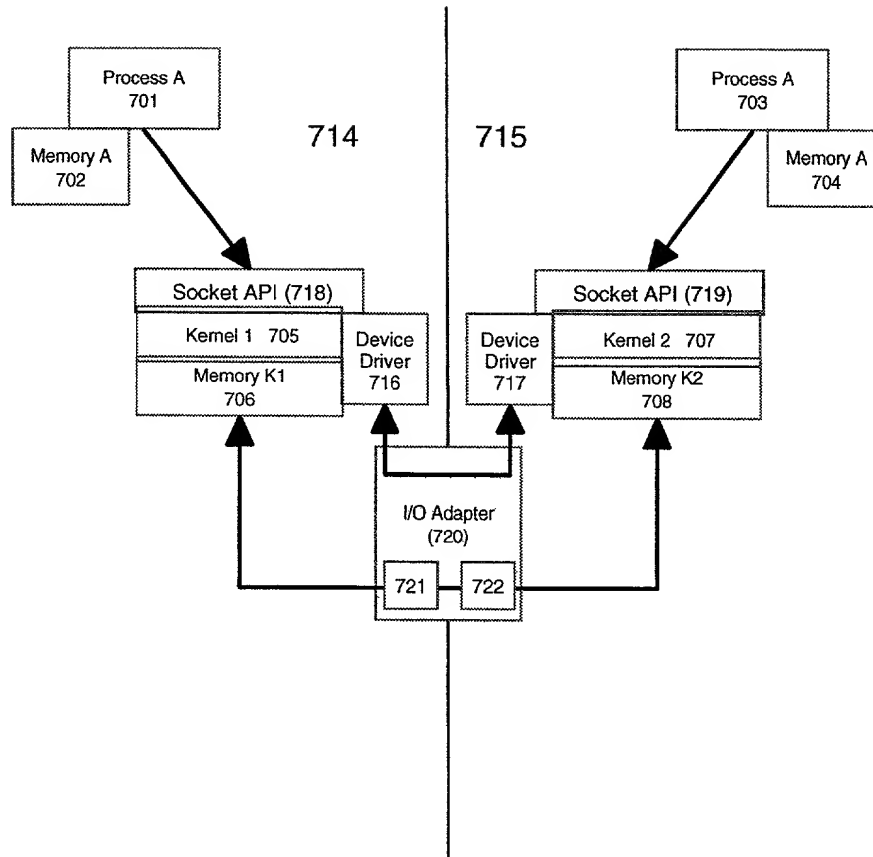 Process A
701
Memory A
702
714
715
Process A
703
Memory A
704
Socket API (718)
Kernel 1 705
Memory K1
706
Device
Driver
716
Socket API (719)
Device
Driver
717
Kernel 2 707
Memory K2
708
I/O Adapter
(720)
721
722